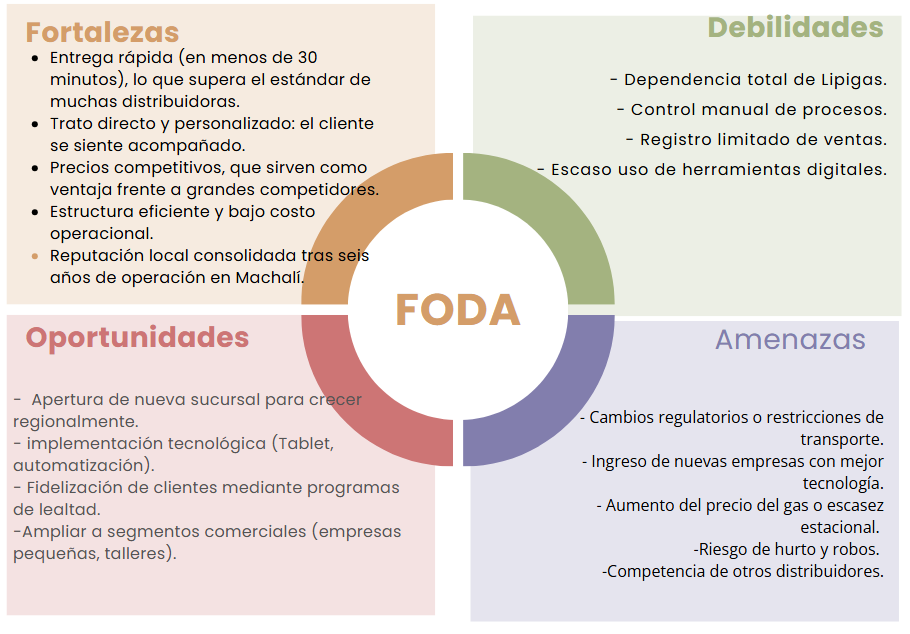 Fortalezas
• Entrega rápida (en menos de 30
minutos), lo que supera el estándar de
muchas distribuidoras.
• Trato directo y personalizado: el cliente
se siente acompañado.
• Precios competitivos, que sirven como
ventaja frente a grandes competidores.
• Estructura eficiente y bajo costo
operacional.
• Reputación local consolidada tras seis
años de operación en Machalí.
Debilidades
- Dependencia total de Lipigas.
- Control manual de procesos.
- Registro limitado de ventas.
- Escaso uso de herramientas digitales.
FODA
Oportunidades
- Apertura de nueva sucursal para crecer
regionalmente.
- implementación tecnológica (Tablet,
automatización).
- Fidelización de clientes mediante programas
de lealtad.
-Ampliar a segmentos comerciales (empresas
pequeñas, talleres).
Amenazas
- Cambios regulatorios o restricciones de
transporte.
- Ingreso de nuevas empresas con mejor
tecnología.
- Aumento del precio del gas o escasez
estacional.
-Riesgo de hurto y robos.
-Competencia de otros distribuidores.